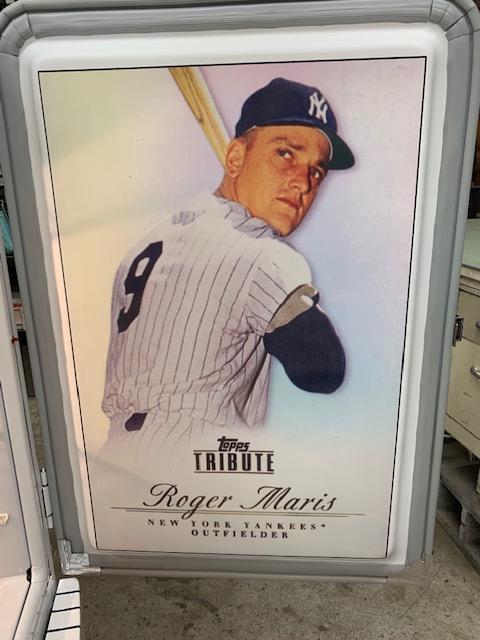 NY
9
topps
TRIBUTE
Roger Maris
NEW YORK YANKEES®
OUTFIELDER